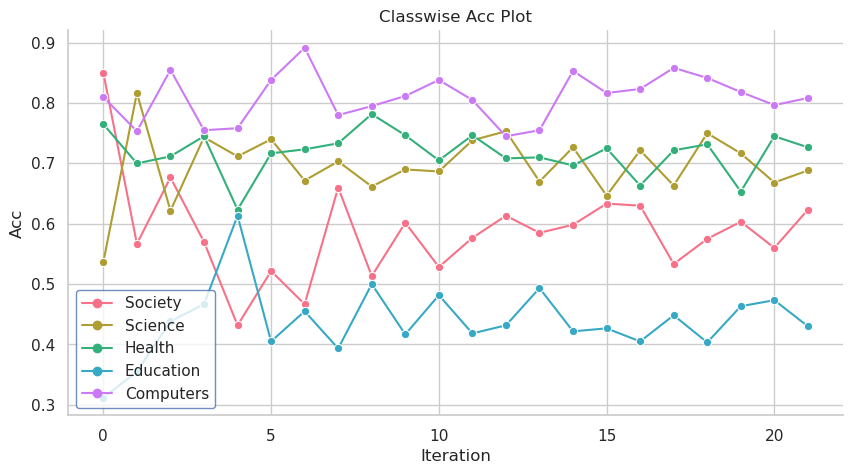 Classwise Acc Plot
0.9
0.8
0.7
0.6
0.5
0.4
0.3
Acc
Society
Science
Health
Education
Computers
0
5
10
15
20
Iteration